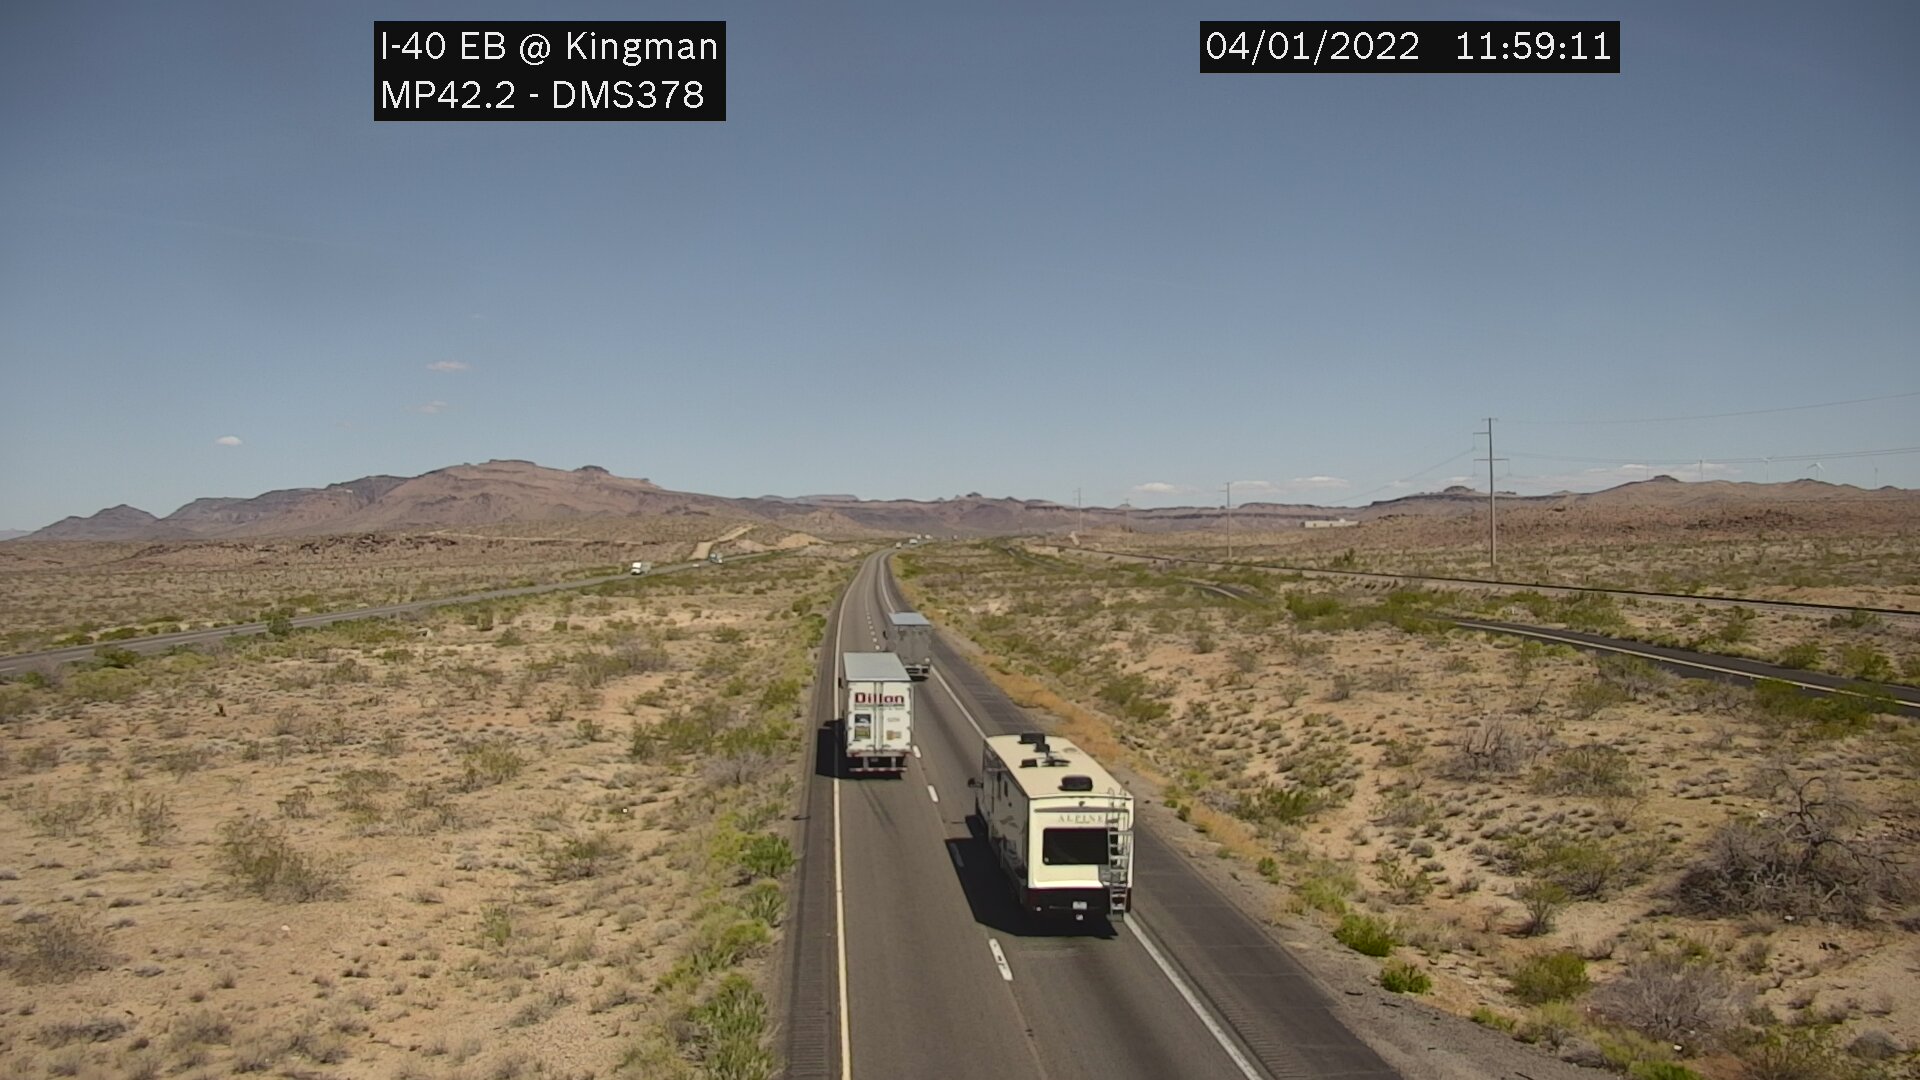 I-40 EB @ Kingman
MP42.2 - DMS378
04/01/2022 11:59:11
Dillon
ALPINE